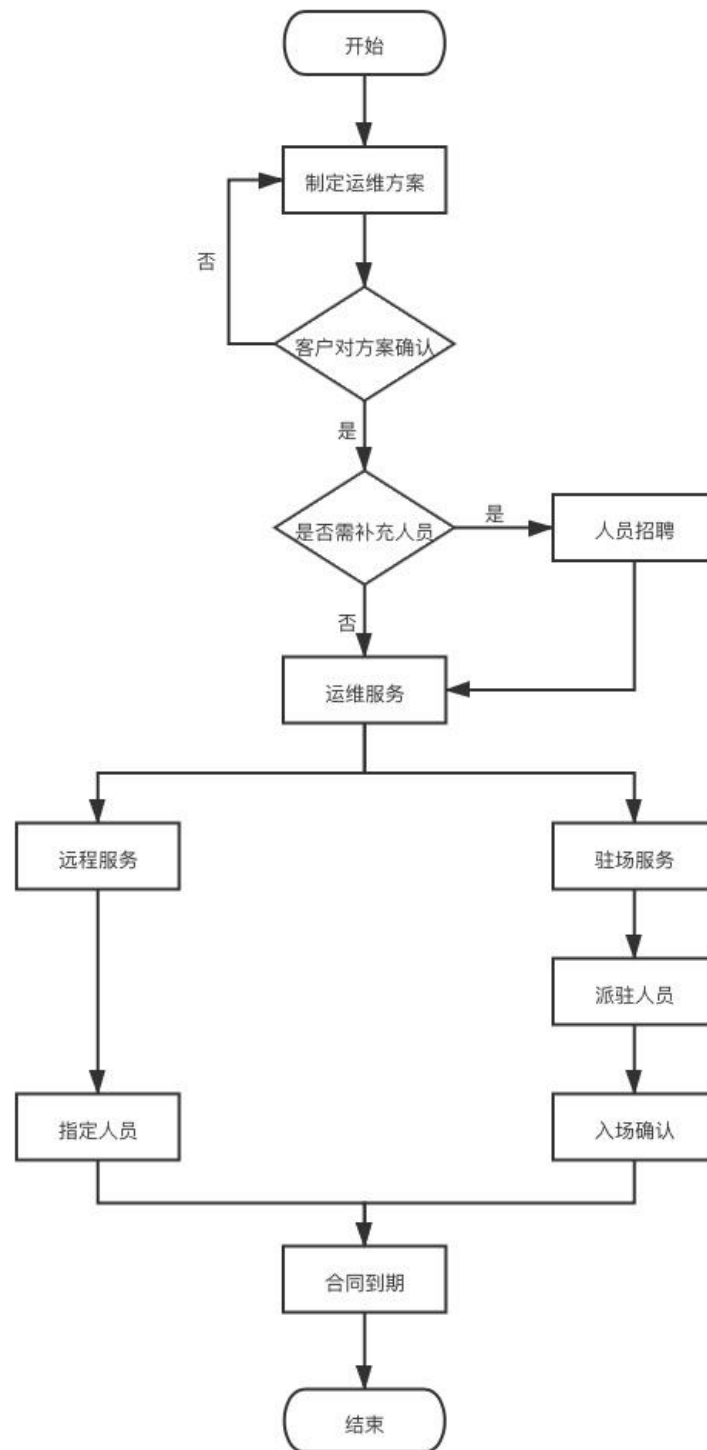 开始
制定运维方案
否
客户对方案确认
是
是否需补充人员
是
人员招聘
否
运维服务
远程服务
驻场服务
派驻人员
指定人员
入场确认
合同到期
结束